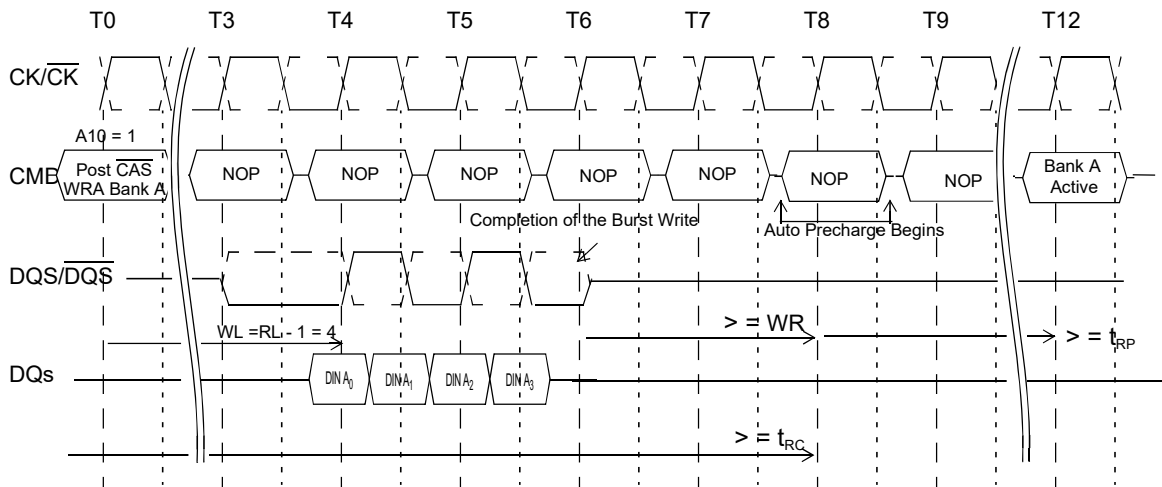 T0 T3 T4 T5 T6 T7 T8 T9 T12
CK/CK
A10 = 1
CMD
Post CAS
WRA Bank A
NOP NOP NOP NOP NOP NOP NOP
Bank A
Active
Completion of the Burst Write
Auto Precharge Begins
DQS/DQS
WL =RL - 1 = 4
> = WR
> = tRP
DQs
DIN A0 DIN A1 DIN A2 DIN A3
> = tRC